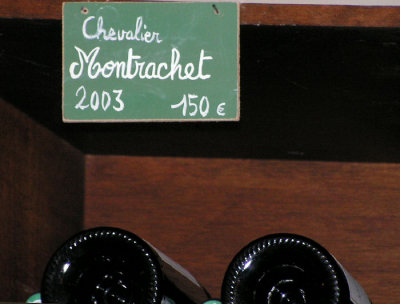 Chevalier
Montrachet
2003 150 €